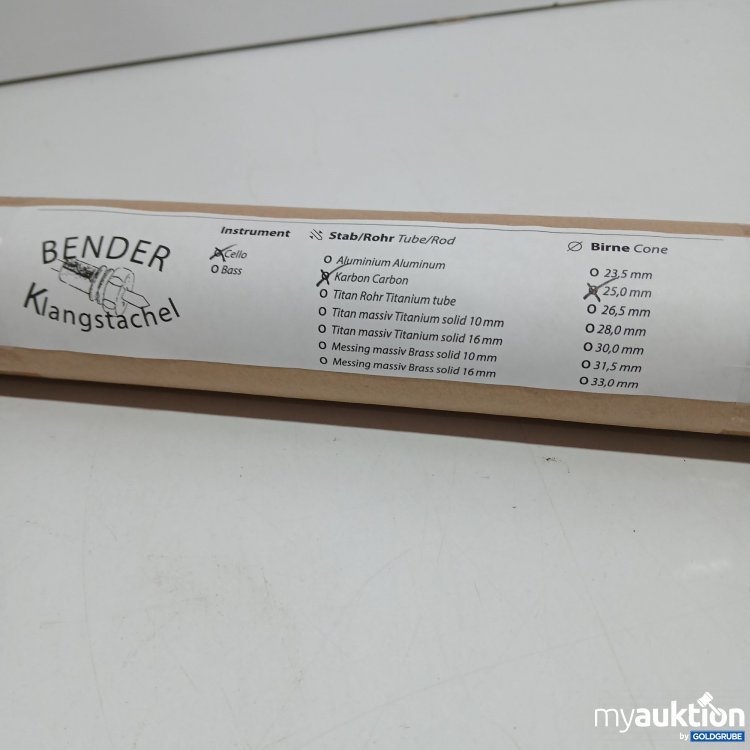 BENDER
Klangstachel
Instrument
Cello
O Bass
Stab/Rohr Tube/Rod
O Aluminium Aluminum
O Karbon Carbon
O Titan Rohr Titanium tube
O Titan massiv Titanium solid 10 mm
O Titan massiv Titanium solid 16 mm
O Messing massiv Brass solid 10 mm
O Messing massiv Brass solid 16 mm
Ø Birne Cone
O 23,5 mm
O 25,0 mm
O 26,5 mm
O 28,0 mm
O 30,0 mm
O 31,5 mm
O 33,0 mm
myauktion
by GOLDGRUBE